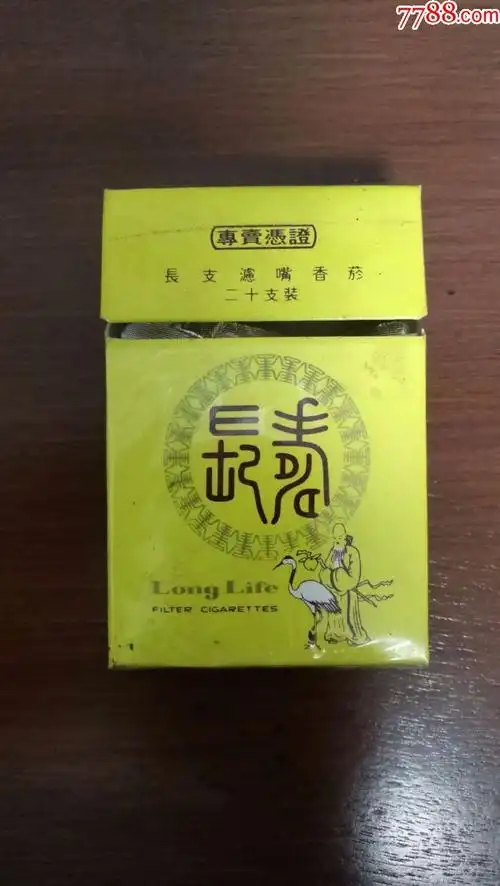 7788.com
專賣憑證
長支濾嘴香菸
二十支裝
長壽
Long Life
FILTER CIGARETTES